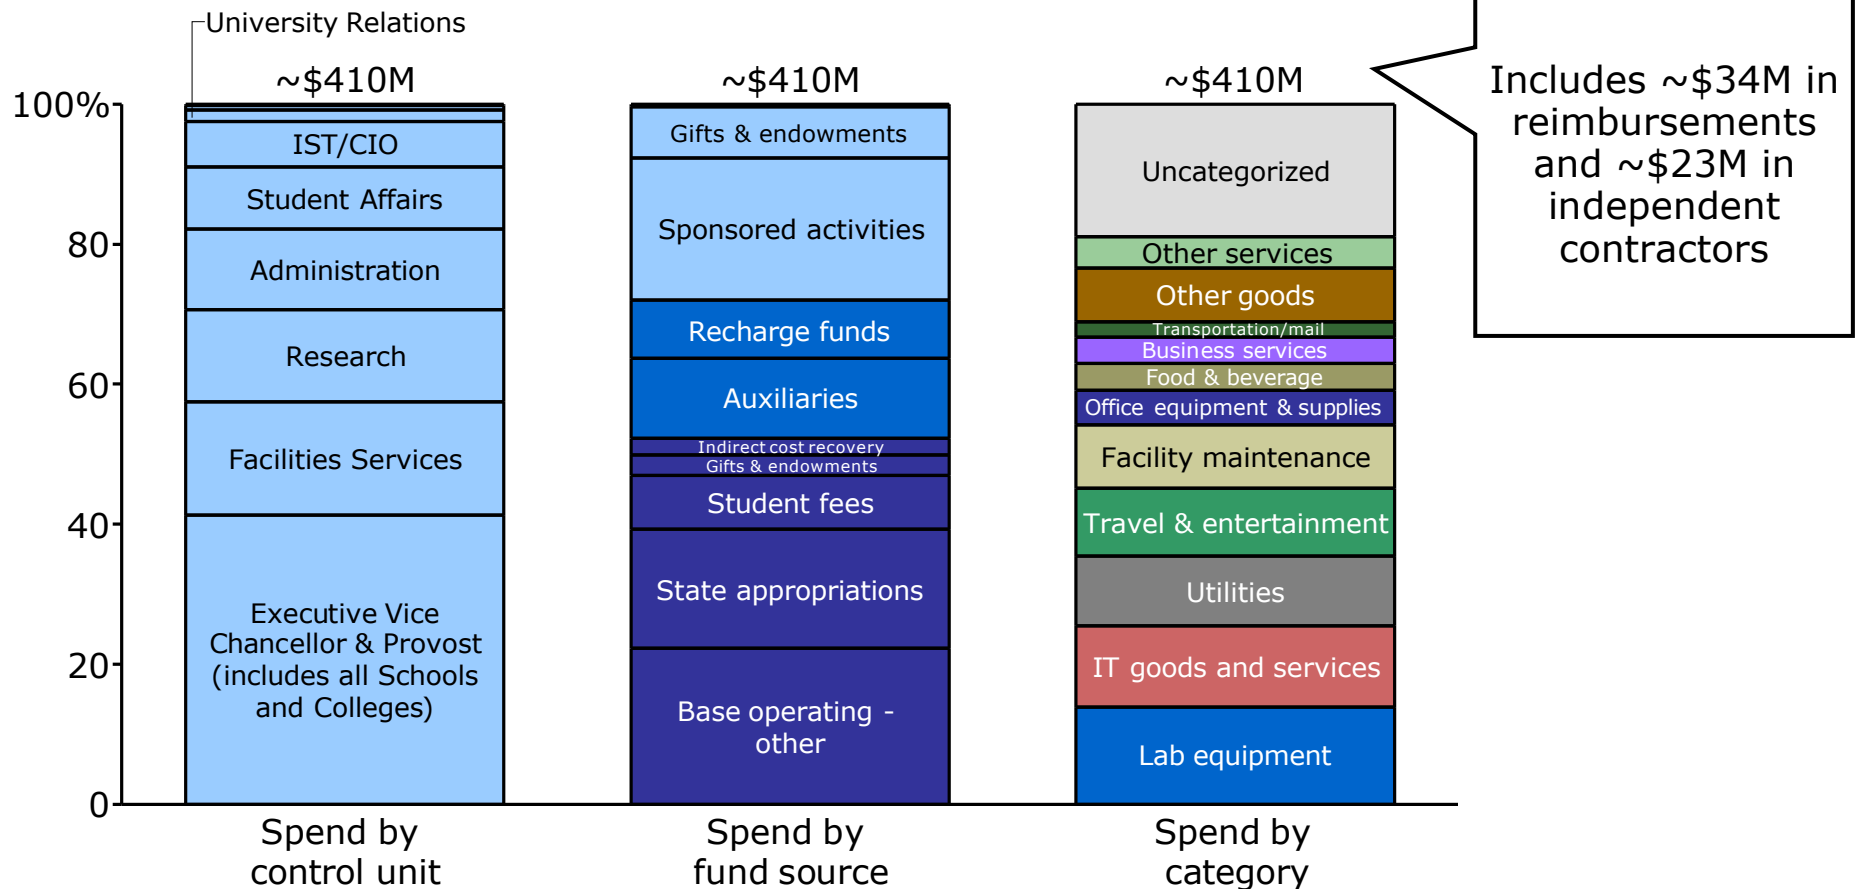 University Relations
~$410M
~$410M
~$410M
100%
80
60
40
20
0
IST/CIO
Student Affairs
Administration
Research
Facilities Services
Executive Vice
Chancellor & Provost
(includes all Schools
and Colleges)
Gifts & endowments
Sponsored activities
Recharge funds
Auxiliaries
Indirect cost recovery
Gifts & endowments
Student fees
State appropriations
Base operating -
other
Uncategorized
Other services
Other goods
Transportation/mail
Business services
Food & beverage
Office equipment & supplies
Facility maintenance
Travel & entertainment
Utilities
IT goods and services
Lab equipment
Includes ~$34M in
reimbursements
and ~$23M in
independent
contractors
Spend by
control unit
Spend by
fund source
Spend by
category